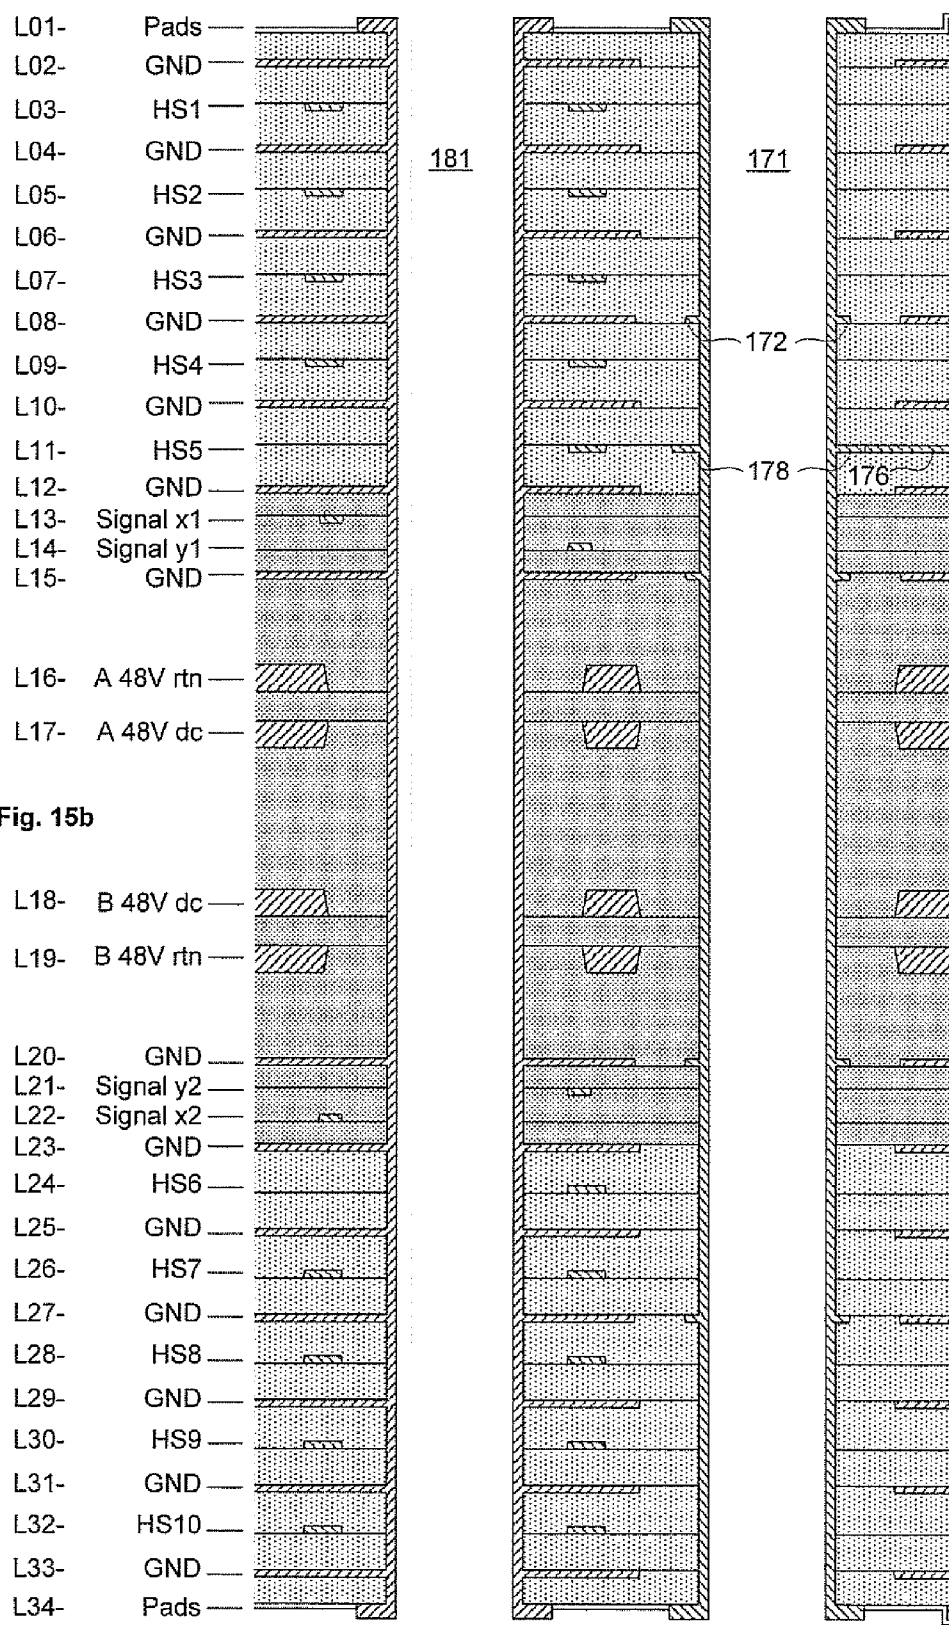 L01- Pads
L02- GND
L03- HS1
L04- GND
181
171
L05- HS2
L06- GND
L07- HS3
L08- GND
172
L09- HS4
L10- GND
L11- HS5
178
176
L12- GND
L13- Signal x1
L14- Signal y1
L15- GND
L16- A 48V rtn
L17- A 48V dc
Fig. 15b
L18- B 48V dc
L19- B 48V rtn
L20- GND
L21- Signal y2
L22- Signal x2
L23- GND
L24- HS6
L25- GND
L26- HS7
L27- GND
L28- HS8
L29- GND
L30- HS9
L31- GND
L32- HS10
L33- GND
L34- Pads